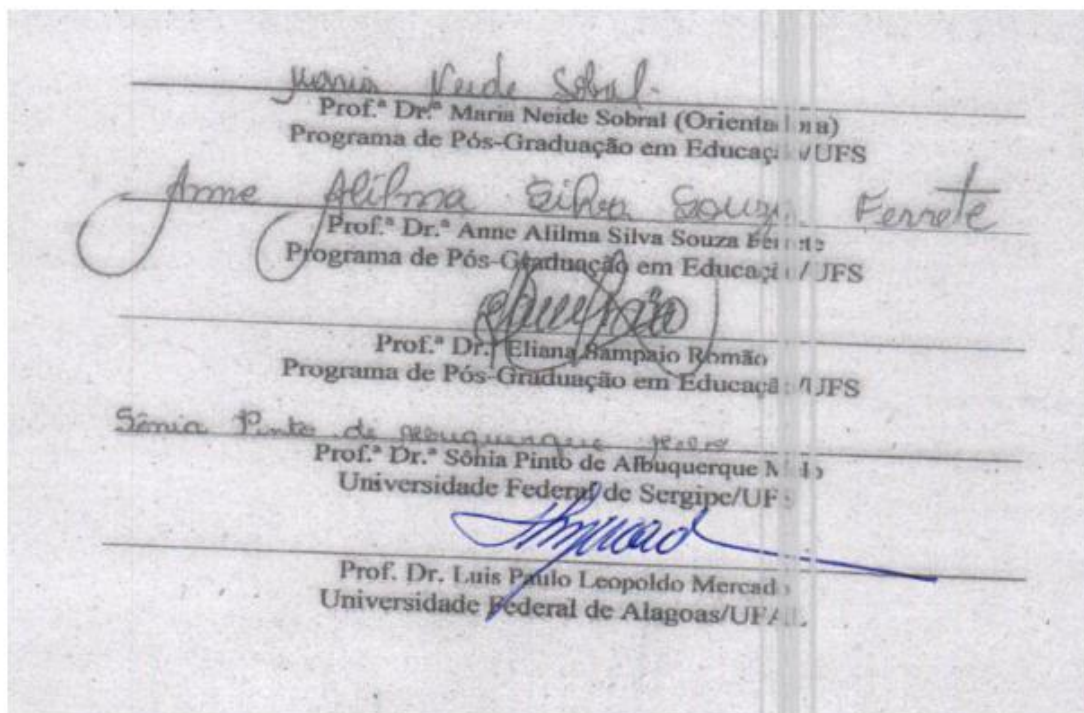 Maria Neide Sobral
Prof.ª Dr.ª Maria Neide Sobral (Orientadora)
Programa de Pós-Graduação em Educação/UFS
Anne Alilma Silva Souza Ferrete
Prof.ª Dr.ª Anne Alilma Silva Souza Ferrete
Programa de Pós-Graduação em Educação/UFS
Prof.ª Dr.ª Eliana Sampaio Romão
Programa de Pós-Graduação em Educação/UFS
Sônia Pinto de Albuquerque Melo
Prof.ª Dr.ª Sônia Pinto de Albuquerque Melo
Universidade Federal de Sergipe/UFS
Prof. Dr. Luis Paulo Leopoldo Mercado
Universidade Federal de Alagoas/UFAL